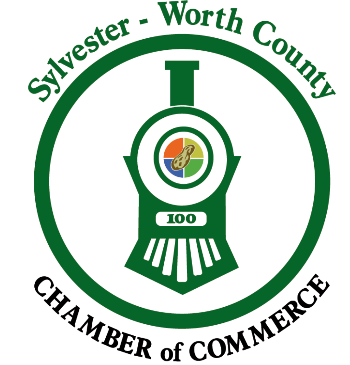 Sylvester - Worth County
100
CHAMBER of COMMERCE